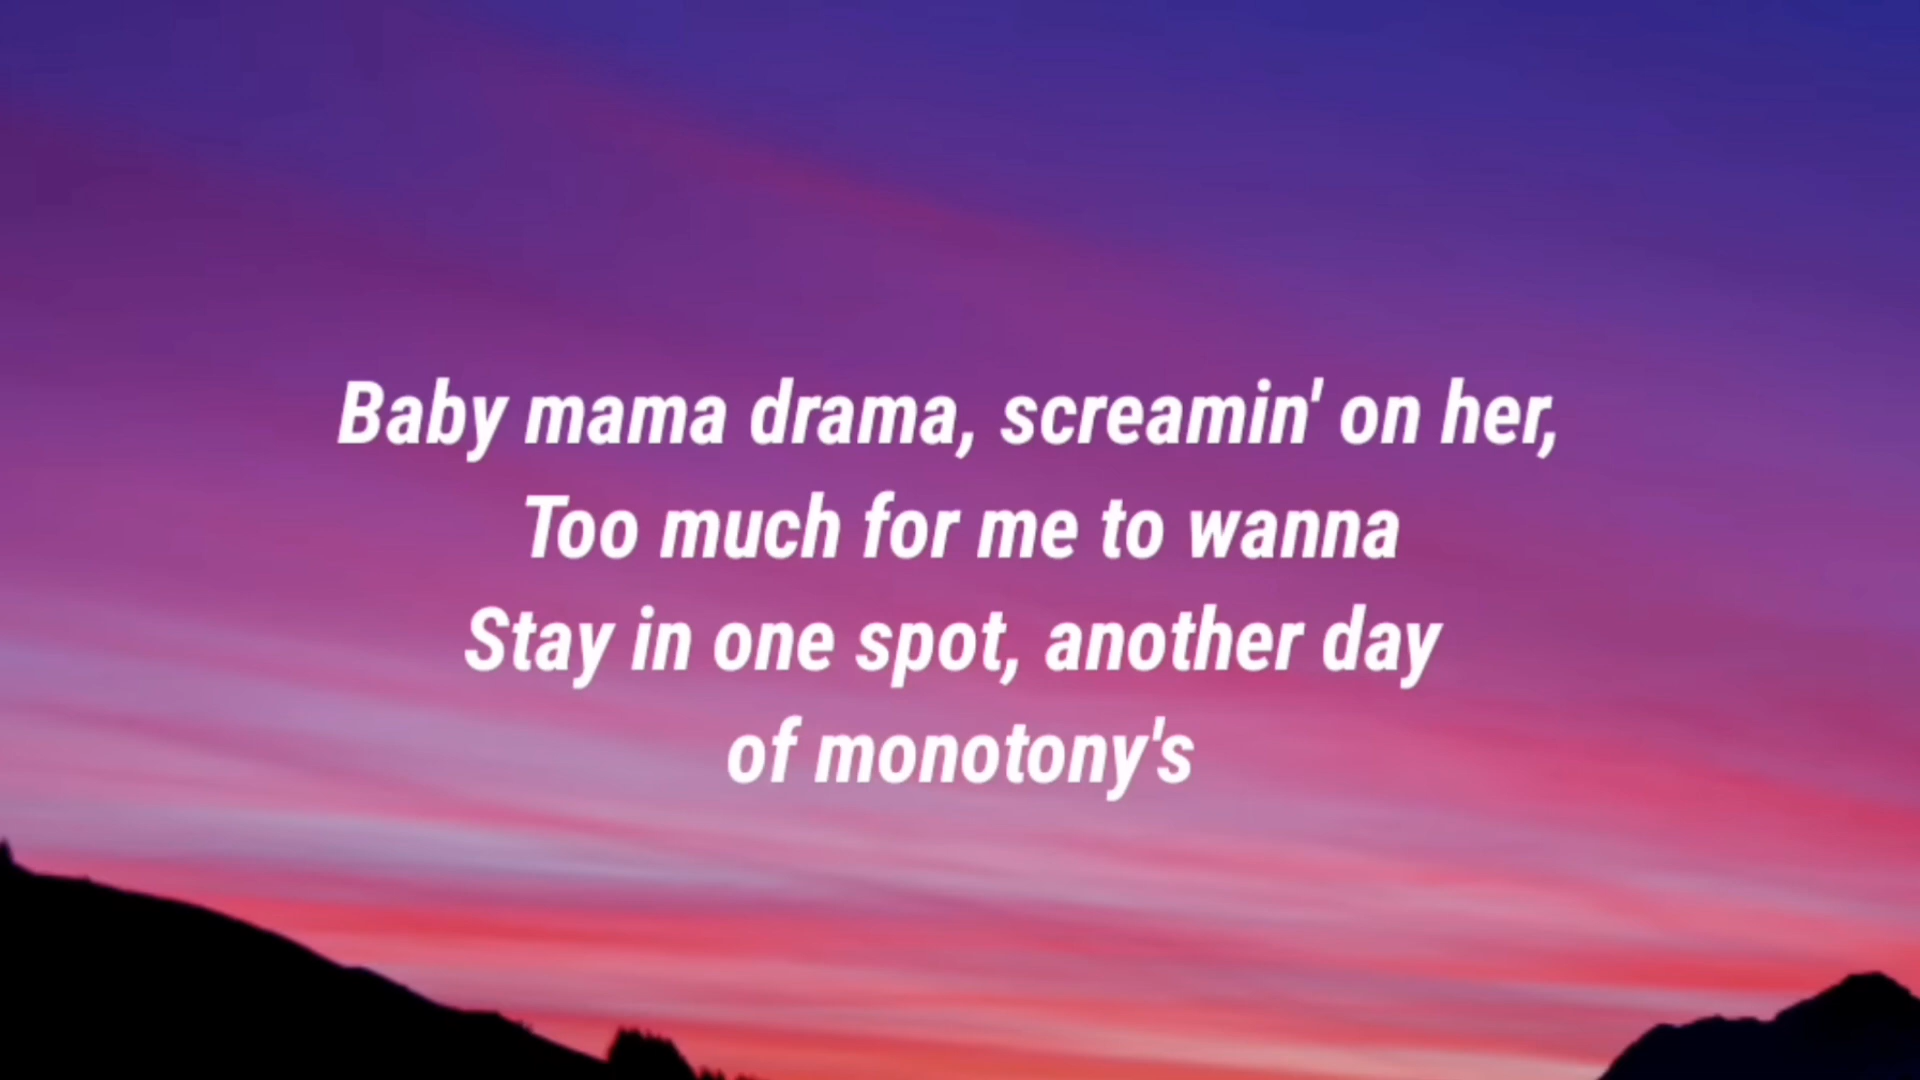 Baby mama drama, screamin' on her,
Too much for me to wanna
Stay in one spot, another day
of monotony's